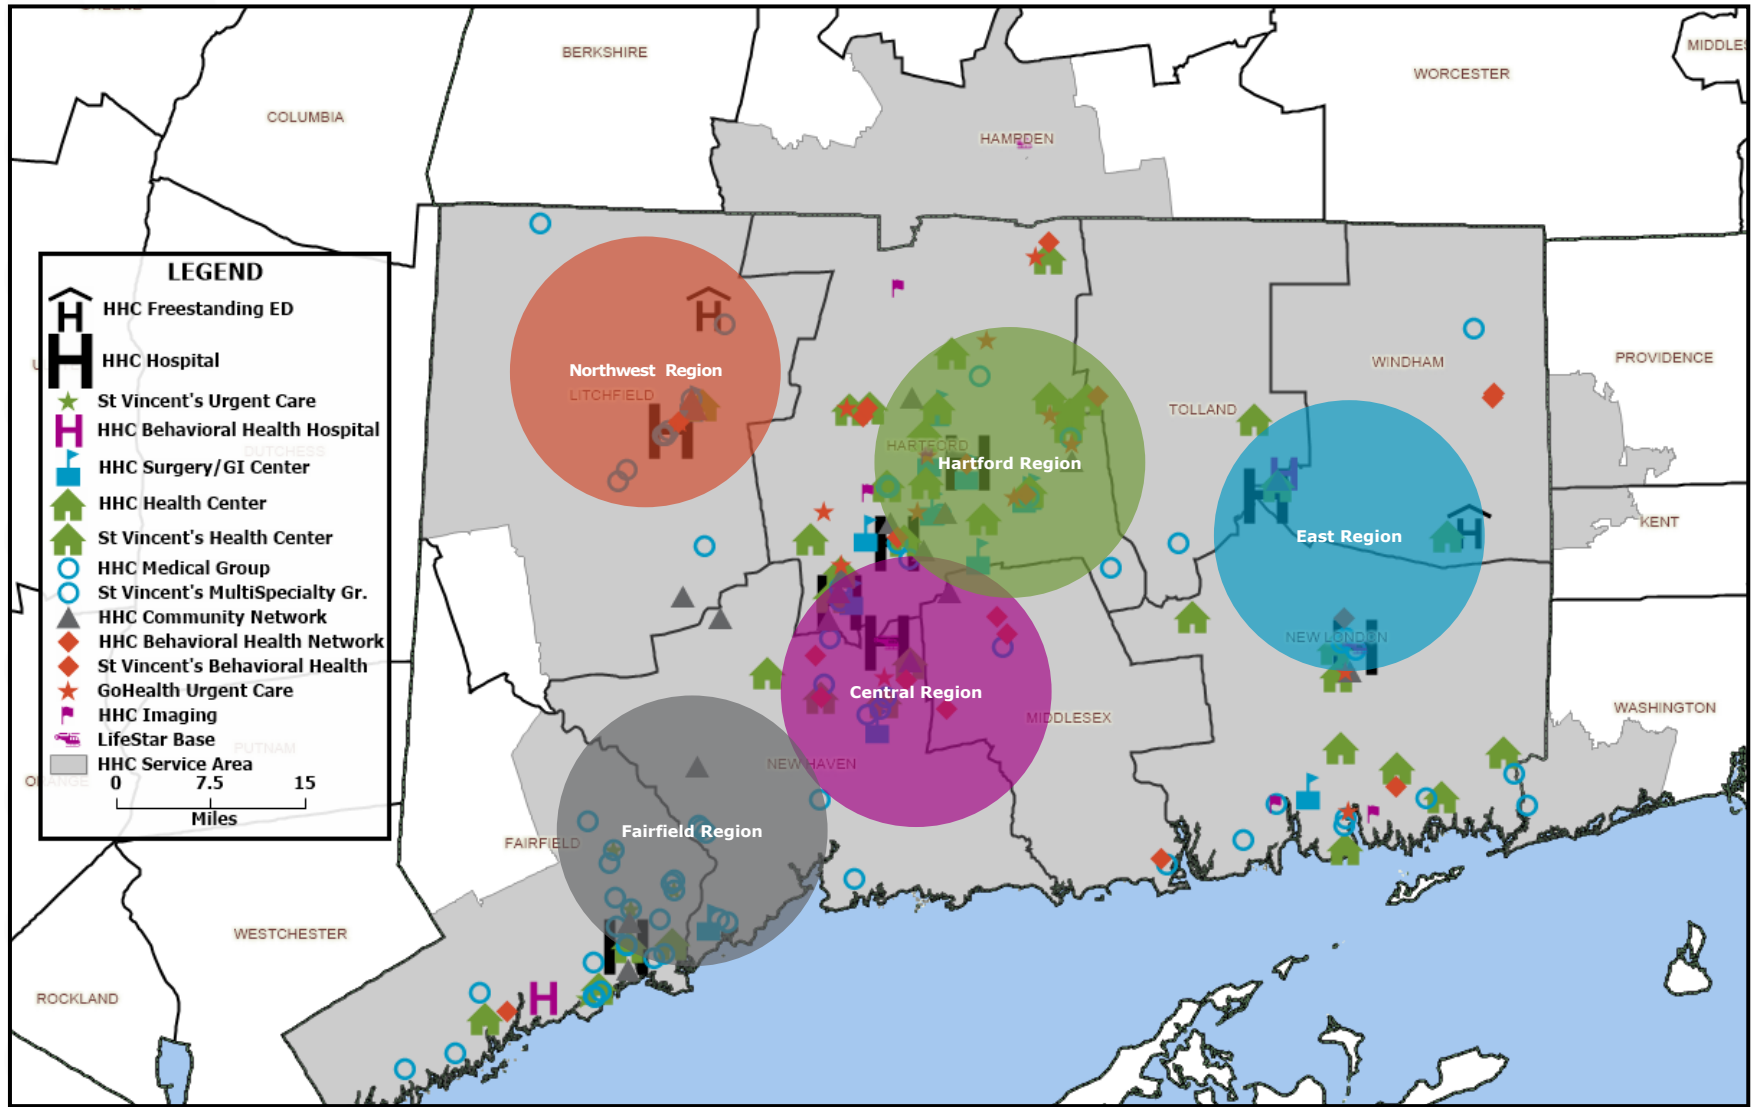 BERKSHIRE
MIDDLES
WORCESTER
COLUMBIA
HAMPDEN
LEGEND
HHC Freestanding ED
HHC Hospital
St Vincent's Urgent Care
HHC Behavioral Health Hospital
HHC Surgery/GI Center
HHC Health Center
St Vincent's Health Center
HHC Medical Group
St Vincent's MultiSpecialty Gr.
HHC Community Network
HHC Behavioral Health Network
St Vincent's Behavioral Health
GoHealth Urgent Care
HHC Imaging
LifeStar Base
HHC Service Area
0 7.5 15
Miles
DUTCHESS
PUTNAM
ORANGE
Northwest Region
LITCHFIELD
HARTFORD
Hartford Region
TOLLAND
WINDHAM
PROVIDENCE
KENT
East Region
NEW LONDON
WASHINGTON
Central Region
MIDDLESEX
NEW HAVEN
Fairfield Region
FAIRFIELD
WESTCHESTER
ROCKLAND